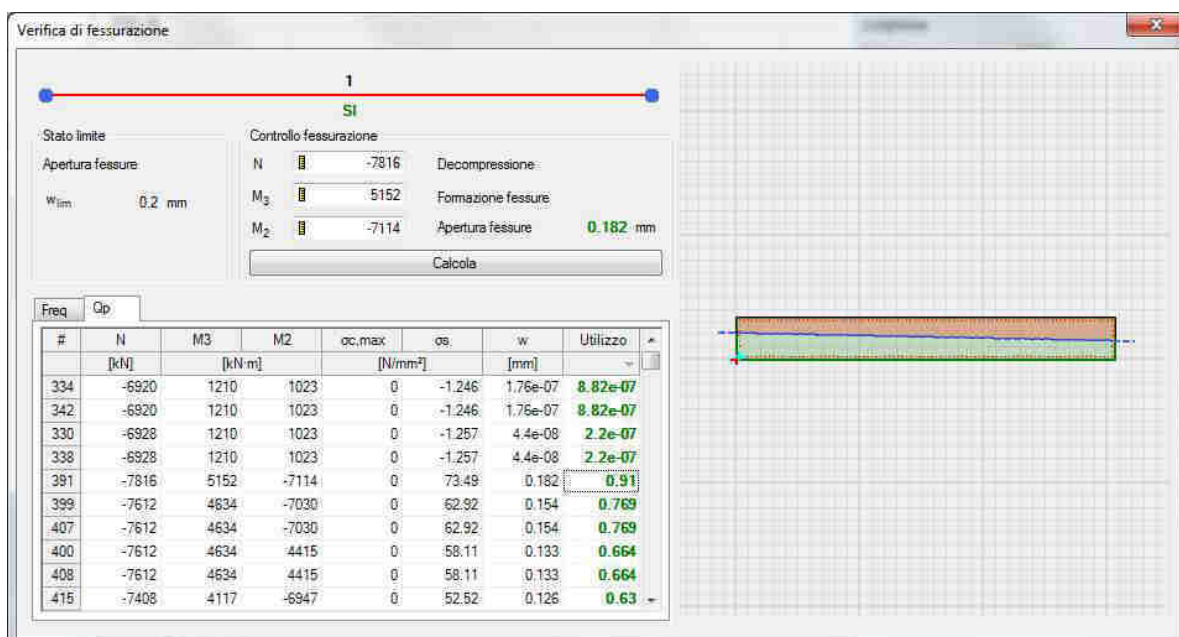 Verifica di fessurazione
1
SI
Stato limite
Apertura fessure
wlim 0.2 mm
Controllo fessurazione
N -7816 Decompressione
M3 5152 Formazione fessure
M2 -7114 Apertura fessure 0.182 mm
Calcola
Freq Qp
# N M3 M2 σc,max σs w Utilizzo
[kN] [kN·m] [N/mm²] [mm]
334 -6920 1210 1023 0 -1.246 1.76e-07 8.82e-07
342 -6920 1210 1023 0 -1.246 1.76e-07 8.82e-07
330 -6928 1210 1023 0 -1.257 4.4e-08 2.2e-07
338 -6928 1210 1023 0 -1.257 4.4e-08 2.2e-07
391 -7816 5152 -7114 0 73.49 0.182 0.91
399 -7612 4634 -7030 0 62.92 0.154 0.769
407 -7612 4634 -7030 0 62.92 0.154 0.769
400 -7612 4634 4415 0 58.11 0.133 0.664
408 -7612 4634 4415 0 58.11 0.133 0.664
415 -7408 4117 -6947 0 52.52 0.126 0.63